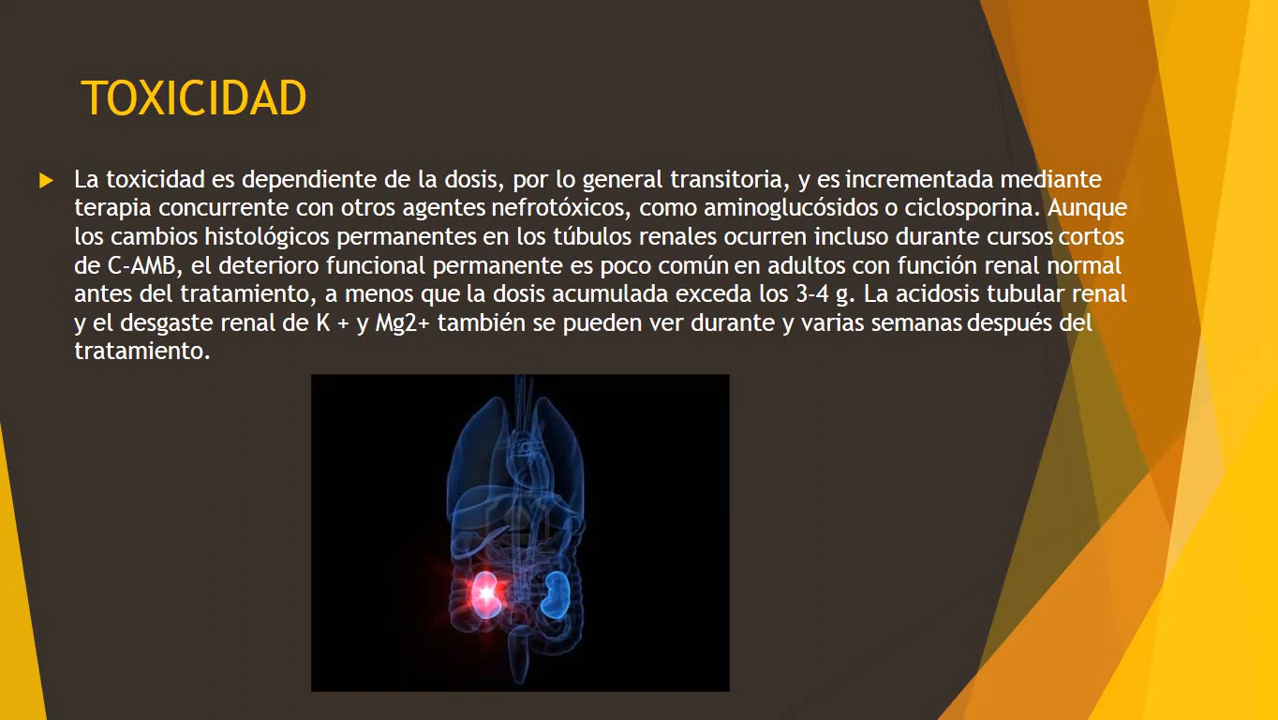 TOXICIDAD
La toxicidad es dependiente de la dosis, por lo general transitoria, y es incrementada mediante
terapia concurrente con otros agentes nefrotóxicos, como aminoglucósidos o ciclosporina. Aunque
los cambios histológicos permanentes en los túbulos renales ocurren incluso durante cursos cortos
de C-AMB, el deterioro funcional permanente es poco común en adultos con función renal normal
antes del tratamiento, a menos que la dosis acumulada exceda los 3-4 g. La acidosis tubular renal
y el desgaste renal de K + y Mg2+ también se pueden ver durante y varias semanas después del
tratamiento.